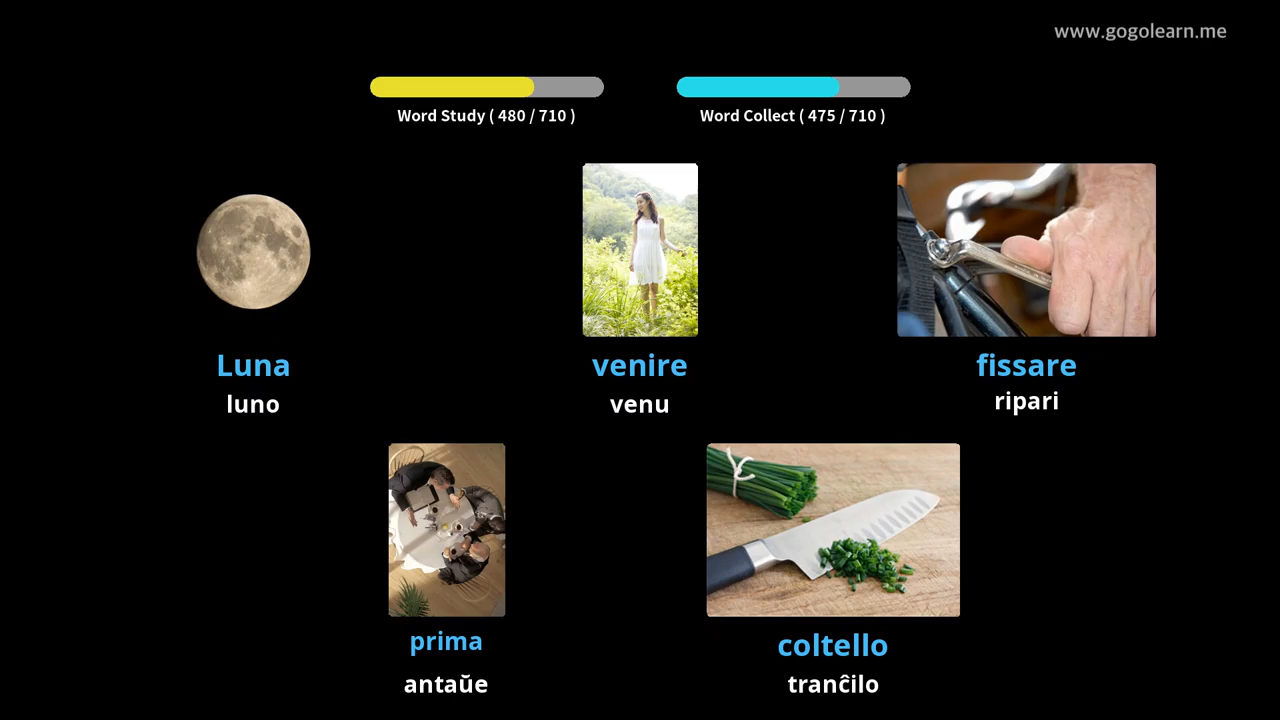 www.gogolearn.me
Word Study ( 480 / 710 )
Word Collect ( 475 / 710 )
Luna
luno
venire
venu
fissare
ripari
prima
antaŭe
coltello
tranĉilo